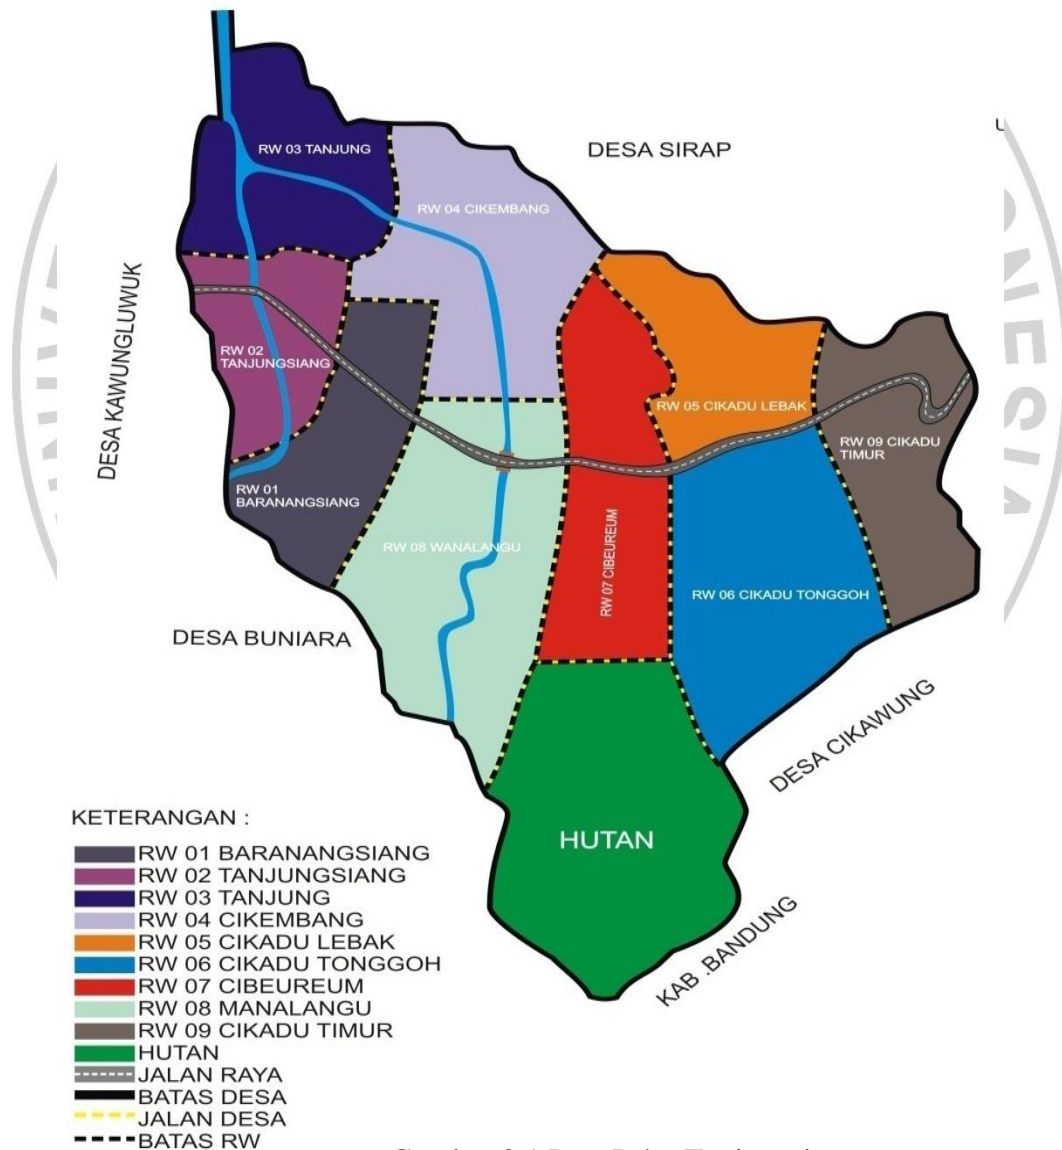 RW 03 TANJUNG
DESA SIRAP
RW 04 CIKEMBANG
DESA KAWUNGLUWUK
RW 02
TANJUNGSIANG
RW 05 CIKADU LEBAK
RW 09 CIKADU
TIMUR
RW 01
BARANANGSIANG
RW 08 WANALANGU
RW 07 CIBEUREUM
RW 06 CIKADU TONGGOH
DESA BUNIARA
DESA CIKAWUNG
HUTAN
KAB .BANDUNG
KETERANGAN :
RW 01 BARANANGSIANG
RW 02 TANJUNGSIANG
RW 03 TANJUNG
RW 04 CIKEMBANG
RW 05 CIKADU LEBAK
RW 06 CIKADU TONGGOH
RW 07 CIBEUREUM
RW 08 MANALANGU
RW 09 CIKADU TIMUR
HUTAN
JALAN RAYA
BATAS DESA
JALAN DESA
BATAS RW